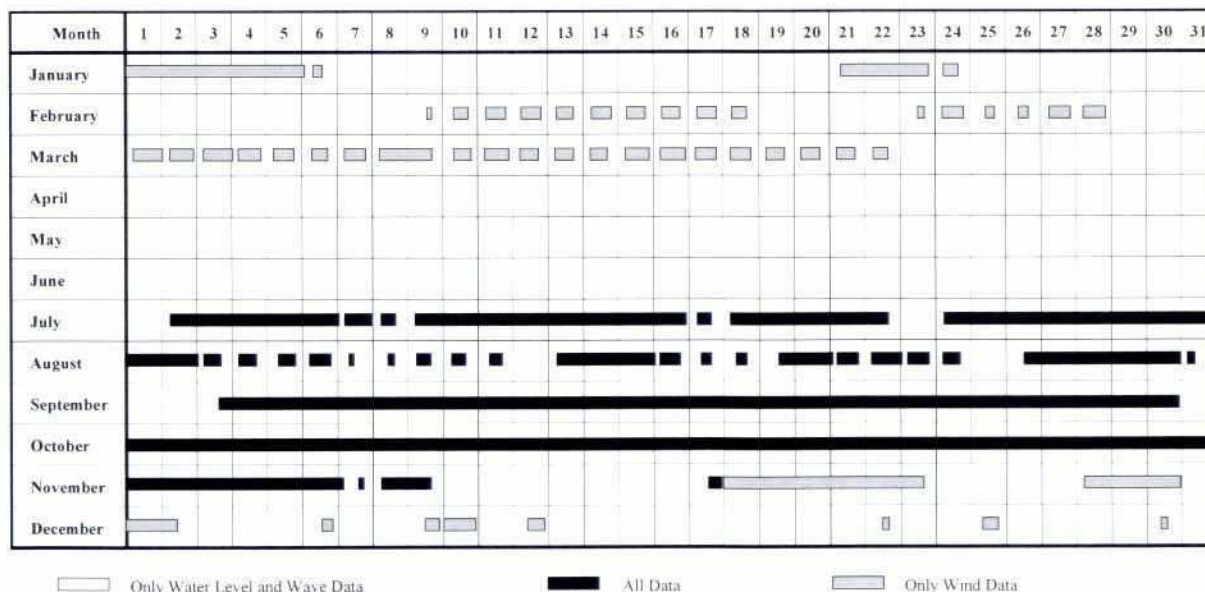 Month 1 2 3 4 5 6 7 8 9 10 11 12 13 14 15 16 17 18 19 20 21 22 23 24 25 26 27 28 29 30 31
January
February
March
April
May
June
July
August
September
October
November
December
Only Water Level and Wave Data All Data Only Wind Data